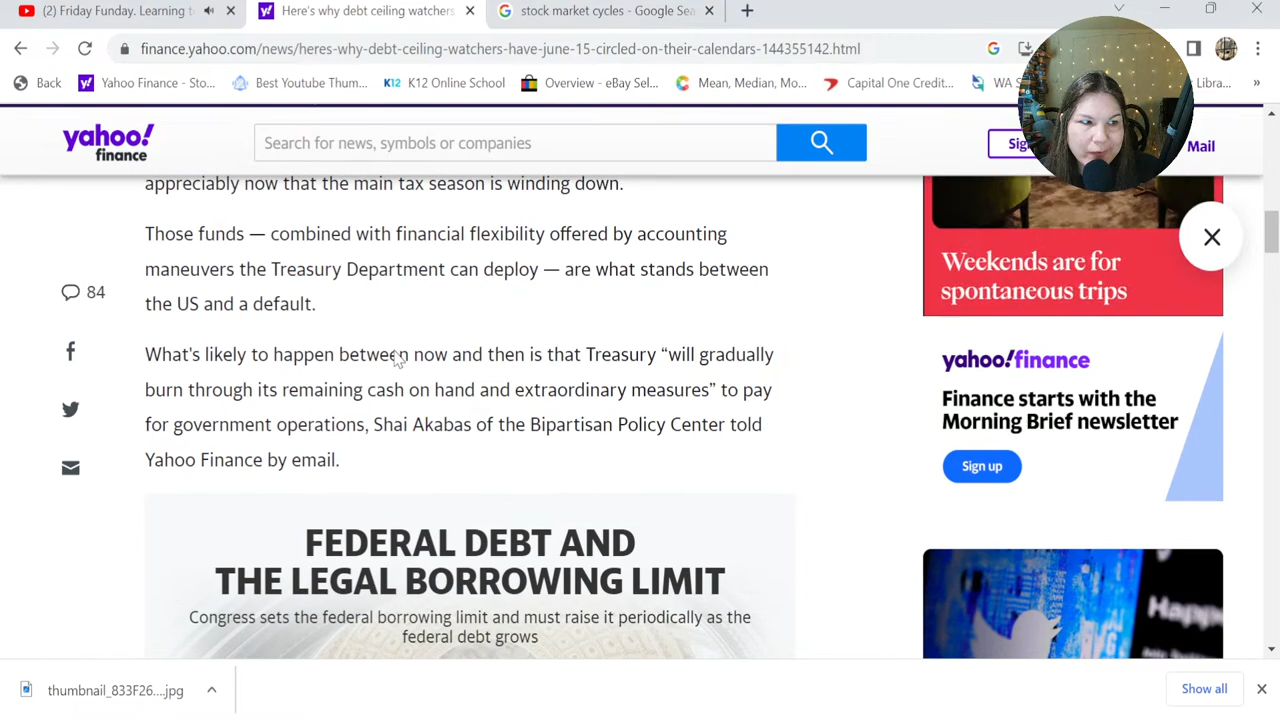 (2) Friday Funday. Learning t
Here's why debt ceiling watchers
stock market cycles - Google Sea
finance.yahoo.com/news/heres-why-debt-ceiling-watchers-have-june-15-circled-on-their-calendars-144355142.html
Back
Yahoo Finance - Sto...
Best Youtube Thum...
K12 K12 Online School
Overview - eBay Sel...
Mean, Median, Mo...
Capital One Credit...
WA S
Libra...
»
yahoo!
finance
Search for news, symbols or companies
Sig
Mail
appreciably now that the main tax season is winding down.
Those funds — combined with financial flexibility offered by accounting
maneuvers the Treasury Department can deploy — are what stands between
the US and a default.
84
What's likely to happen between now and then is that Treasury “will gradually
burn through its remaining cash on hand and extraordinary measures” to pay
for government operations, Shai Akabas of the Bipartisan Policy Center told
Yahoo Finance by email.
FEDERAL DEBT AND
THE LEGAL BORROWING LIMIT
Congress sets the federal borrowing limit and must raise it periodically as the
federal debt grows
Weekends are for
spontaneous trips
yahoo!finance
Finance starts with the
Morning Brief newsletter
Sign up
Happe
thumbnail_833F26....jpg
Show all